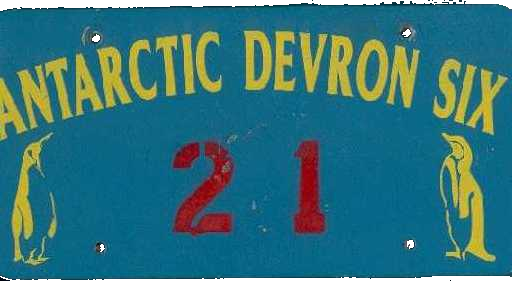 ANTARCTIC DEVRON SIX
21